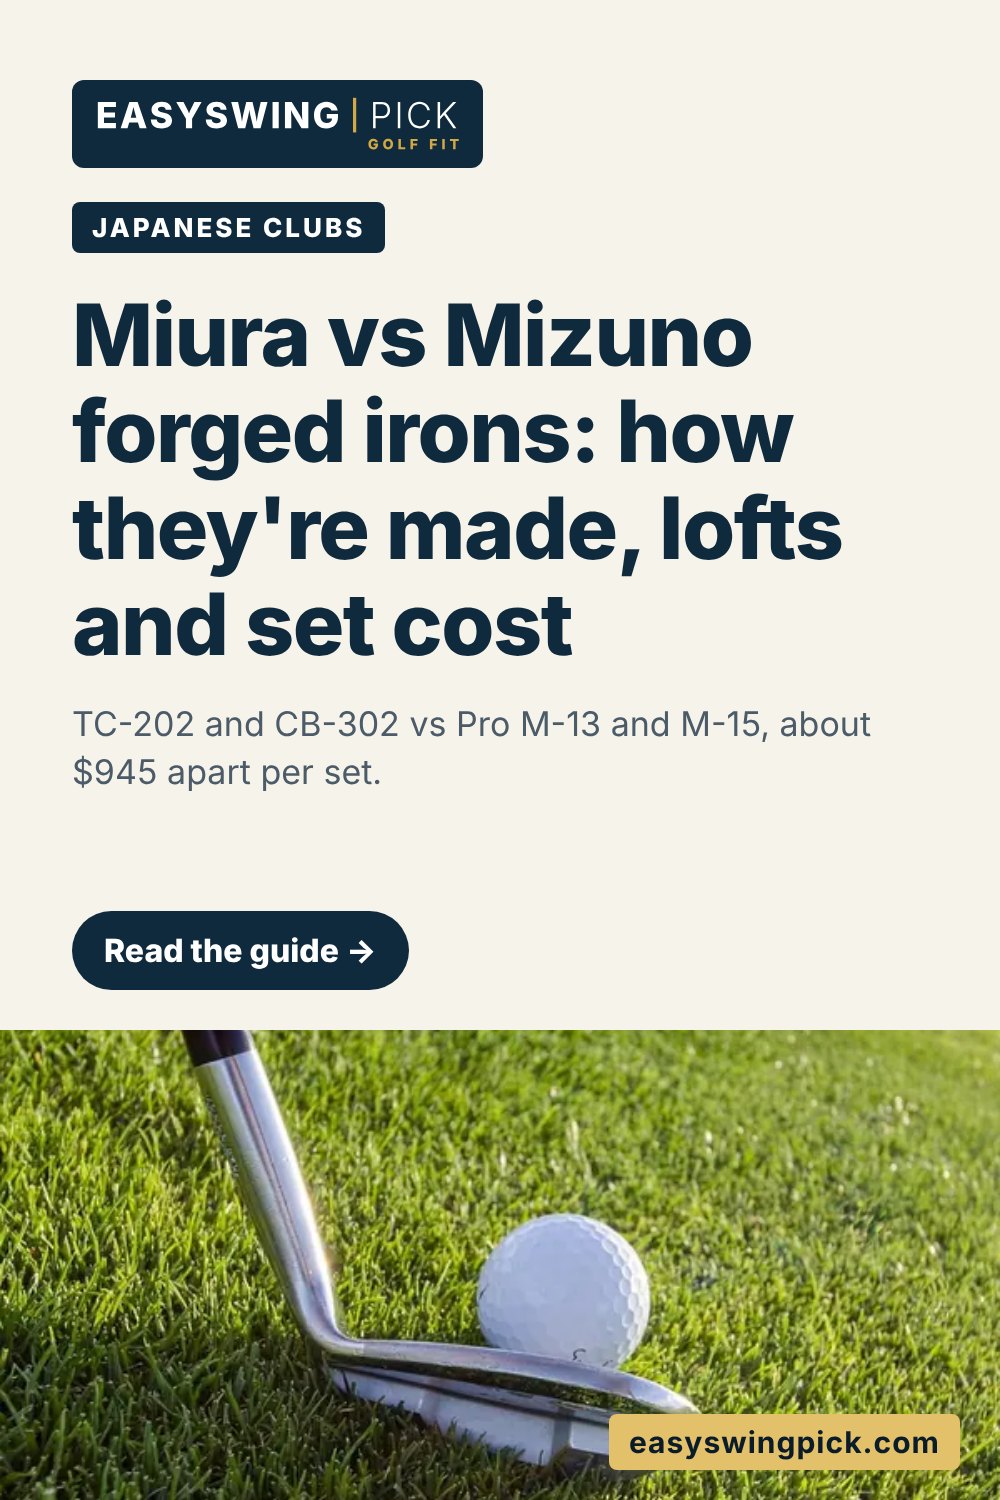 EASYSWING | PICK
GOLF FIT
JAPANESE CLUBS
Miura vs Mizuno
forged irons: how
they're made, lofts
and set cost
TC-202 and CB-302 vs Pro M-13 and M-15, about
$945 apart per set.
Read the guide →
easyswingpick.com